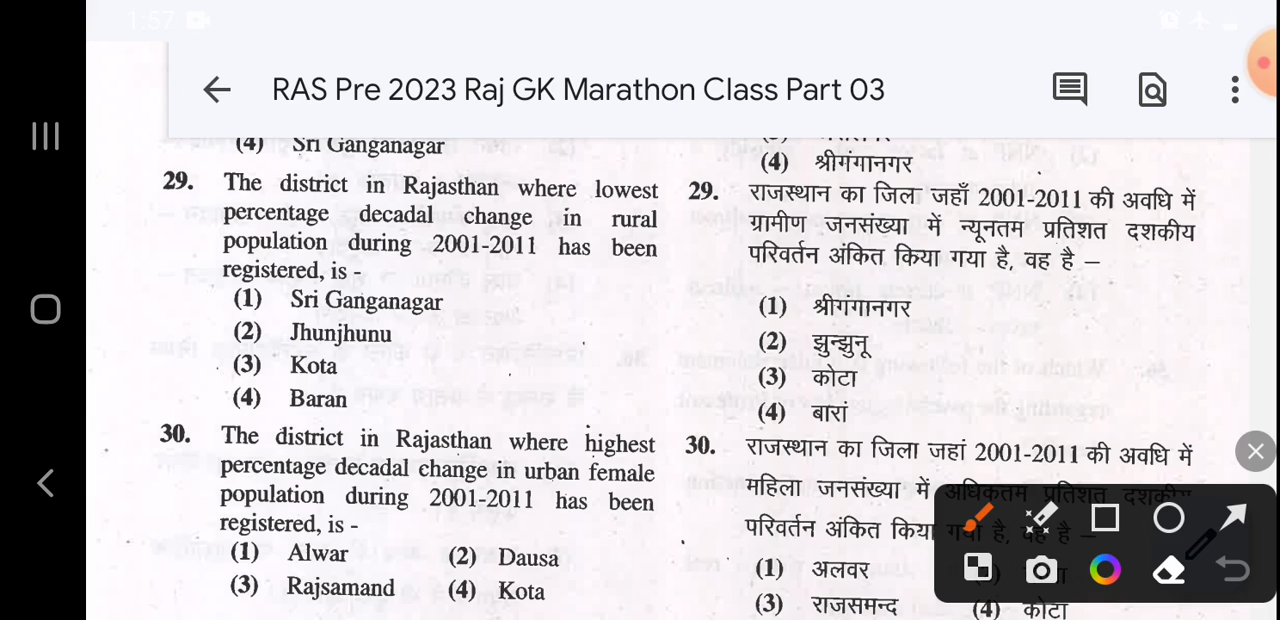 1:57
RAS Pre 2023 Raj GK Marathon Class Part 03
(4) Sri Ganganagar
29. The district in Rajasthan where lowest
percentage decadal change in rural
population during 2001-2011 has been
registered, is -
(1) Sri Ganganagar
(2) Jhunjhunu
(3) Kota
(4) Baran
30. The district in Rajasthan where highest
percentage decadal change in urban female
population during 2001-2011 has been
registered, is -
(1) Alwar (2) Dausa
(3) Rajsamand (4) Kota
(4) श्रीगंगानगर
29. राजस्थान का जिला जहाँ 2001-2011 की अवधि में
ग्रामीण जनसंख्या में न्यूनतम प्रतिशत दशकीय
परिवर्तन अंकित किया गया है, वह है –
(1) श्रीगंगानगर
(2) झुन्झुनू
(3) कोटा
(4) बारां
30. राजस्थान का जिला जहां 2001-2011 की अवधि में
महिला जनसंख्या में अधिकतम प्रतिशत दशकीय
परिवर्तन अंकित किया गया है, वह है –
(1) अलवर
(3) राजसमन्द (4) कोटा